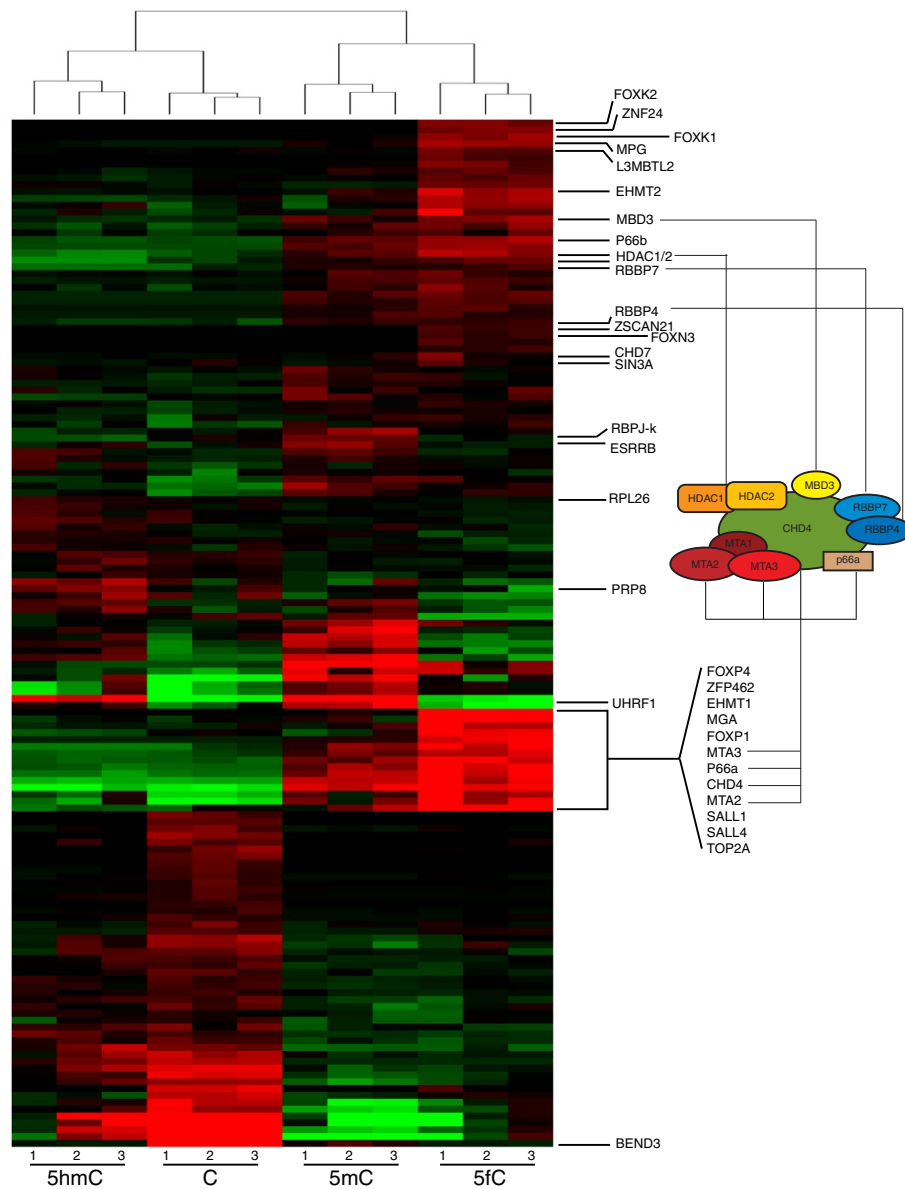 FOXK2
ZNF24
FOXK1
MPG
L3MBTL2
EHMT2
MBD3
P66b
HDAC1/2
RBBP7
RBBP4
ZSCAN21
FOXN3
CHD7
SIN3A
RBPJ-k
ESRRB
RPL26
PRP8
UHRF1
BEND3
MBD3
HDAC1
HDAC2
RBBP7
RBBP4
CHD4
MTA1
MTA2
MTA3
p66a
FOXP4
ZFP462
EHMT1
MGA
FOXP1
MTA3
P66a
CHD4
MTA2
SALL1
SALL4
TOP2A
1 2 3 1 2 3 1 2 3 1 2 3
5hmC C 5mC 5fC